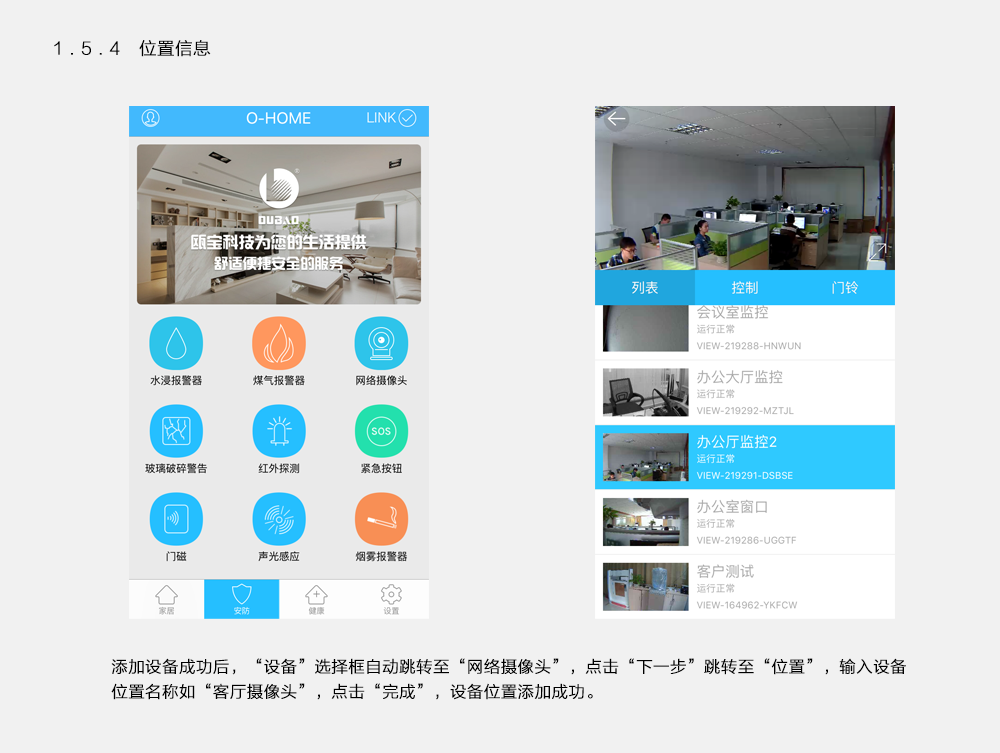 1.5.4 位置信息
O-HOME
LINK
OUBAO
瓯宝科技为您的生活提供
舒适便捷安全的服务
水浸报警器
煤气报警器
网络摄像头
玻璃破碎警告
红外探测
SOS
紧急按钮
门磁
声光感应
烟雾报警器
家居
安防
健康
设置
列表
控制
门铃
会议室监控
运行正常
VIEW-219288-HNWUN
办公大厅监控
运行正常
VIEW-219292-MZTJL
办公厅监控2
运行正常
VIEW-219291-DSBSE
办公室窗口
运行正常
VIEW-219286-UGGTF
客户测试
运行正常
VIEW-164962-YKFCW
添加设备成功后，“设备”选择框自动跳转至“网络摄像头”，点击“下一步”跳转至“位置”，输入设备
位置名称如“客厅摄像头”，点击“完成”，设备位置添加成功。